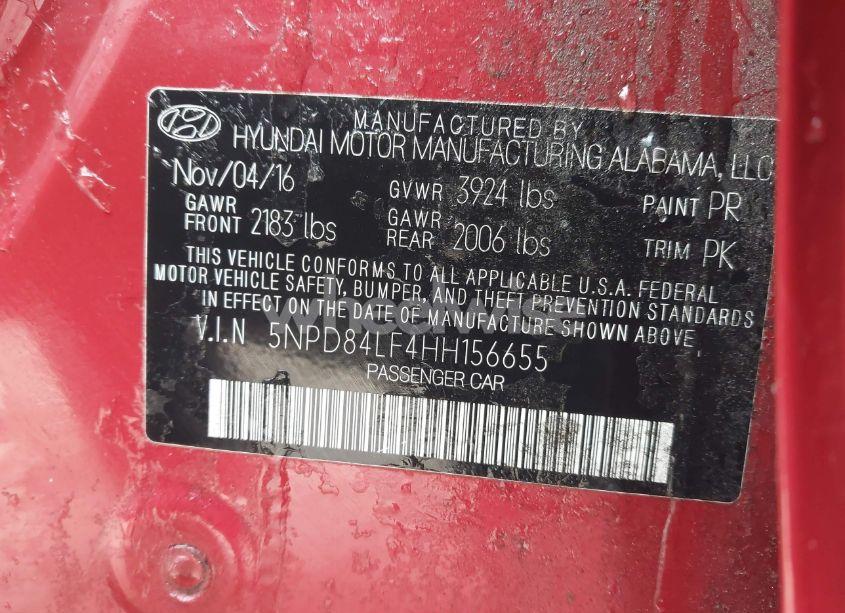 MANUFACTURED BY
HYUNDAI MOTOR MANUFACTURING ALABAMA, LLC
Nov/04/16 GVWR 3924 lbs PAINT PR
GAWR FRONT 2183 lbs GAWR REAR 2006 lbs TRIM PK
THIS VEHICLE CONFORMS TO ALL APPLICABLE U.S.A. FEDERAL
MOTOR VEHICLE SAFETY, BUMPER, AND THEFT PREVENTION STANDARDS
IN EFFECT ON THE DATE OF MANUFACTURE SHOWN ABOVE
V.I.N 5NPD84LF4HH156655
PASSENGER CAR